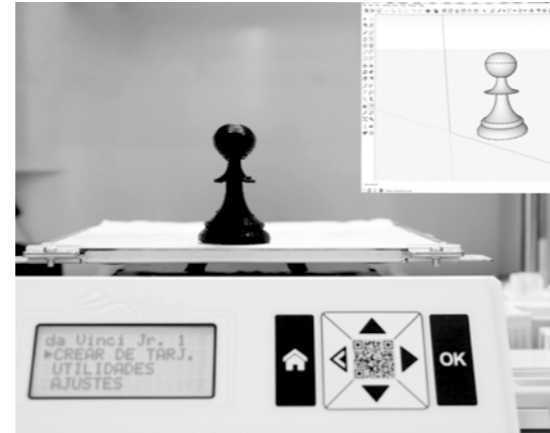 da Vinci Jr. 1
CREAR DE TARJ.
UTILIDADES
AJUSTES
OK